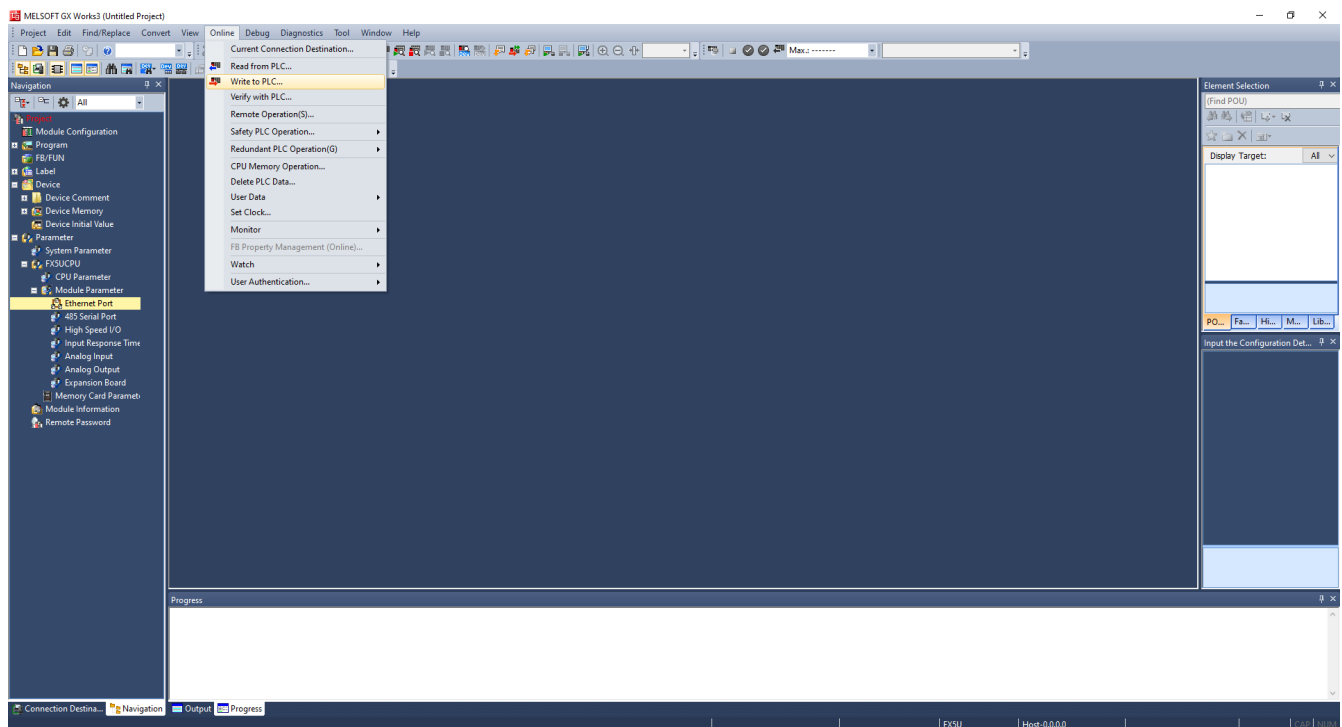 MELSOFT GX Works3 (Untitled Project)
Project Edit Find/Replace Convert View Online Debug Diagnostics Tool Window Help
Max.: -------
Current Connection Destination...
Read from PLC...
Write to PLC...
Verify with PLC...
Remote Operation(S)...
Safety PLC Operation...
Redundant PLC Operation(G)
CPU Memory Operation...
Delete PLC Data...
User Data
Set Clock...
Monitor
FB Property Management (Online)...
Watch
User Authentication...
Navigation
All
Project
Module Configuration
Program
FB/FUN
Label
Device
Device Comment
Device Memory
Device Initial Value
Parameter
System Parameter
FX5UCPU
CPU Parameter
Module Parameter
Ethernet Port
485 Serial Port
High Speed I/O
Input Response Time
Analog Input
Analog Output
Expansion Board
Memory Card Paramet
Module Information
Remote Password
Element Selection
(Find POU)
Display Target: All
PO... Fa... Hi... M... Lib...
Input the Configuration Det...
Progress
Connection Destina... Navigation Output Progress
FX5U Host-0.0.0.0 CAP NUM